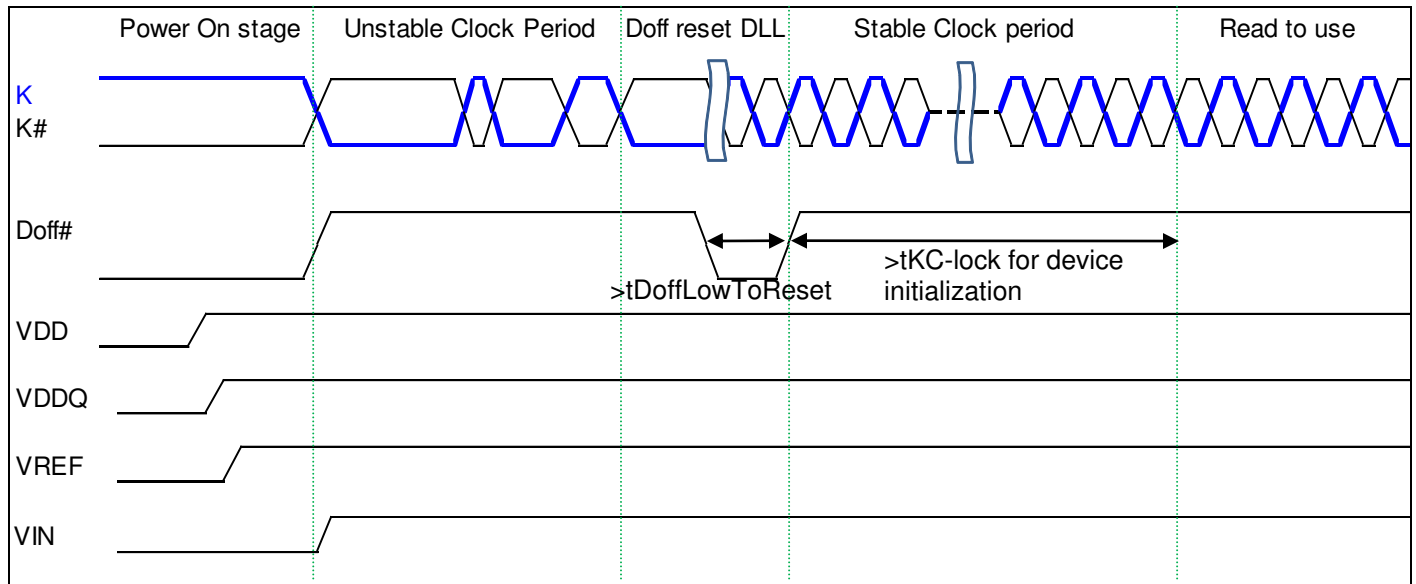 Power On stage
Unstable Clock Period
Doff reset DLL
Stable Clock period
Read to use
K
K#
Doff#
>tDoffLowToReset
>tKC-lock for device
initialization
VDD
VDDQ
VREF
VIN